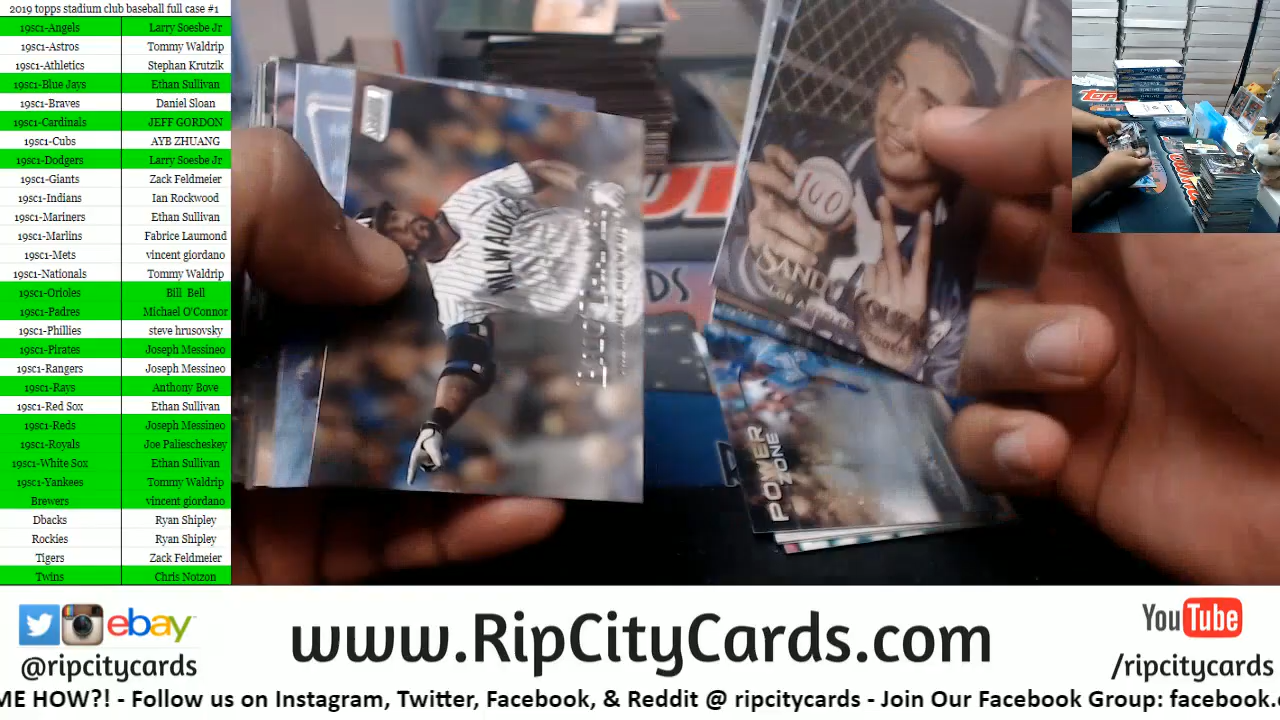 2019 topps stadium club baseball full case #1
19sc1-Angels Larry Soesbe Jr
19sc1-Astros Tommy Waldrip
19sc1-Athletics Stephan Krutzik
19sc1-Blue Jays Ethan Sullivan
19sc1-Braves Daniel Sloan
19sc1-Cardinals JEFF GORDON
19sc1-Cubs AYB ZHUANG
19sc1-Dodgers Larry Soesbe Jr
19sc1-Giants Zack Feldmeier
19sc1-Indians Ian Rockwood
19sc1-Mariners Ethan Sullivan
19sc1-Marlins Fabrice Laumond
19sc1-Mets vincent giordano
19sc1-Nationals Tommy Waldrip
19sc1-Orioles Bill Bell
19sc1-Padres Michael O'Connor
19sc1-Phillies steve hrusovsky
19sc1-Pirates Joseph Messineo
19sc1-Rangers Joseph Messineo
19sc1-Rays Anthony Bove
19sc1-Red Sox Ethan Sullivan
19sc1-Reds Joseph Messineo
19sc1-Royals Joe Paliescheskey
19sc1-White Sox Ethan Sullivan
19sc1-Yankees Tommy Waldrip
Brewers vincent giordano
Dbacks Ryan Shipley
Rockies Ryan Shipley
Tigers Zack Feldmeier
Twins Chris Notzon
MILWAUKE
SANDY
POWER
ZONE
ebay
@ripcitycards
www.RipCityCards.com
YouTube
/ripcitycards
ME HOW?! - Follow us on Instagram, Twitter, Facebook, & Reddit @ ripcitycards - Join Our Facebook Group: facebook.